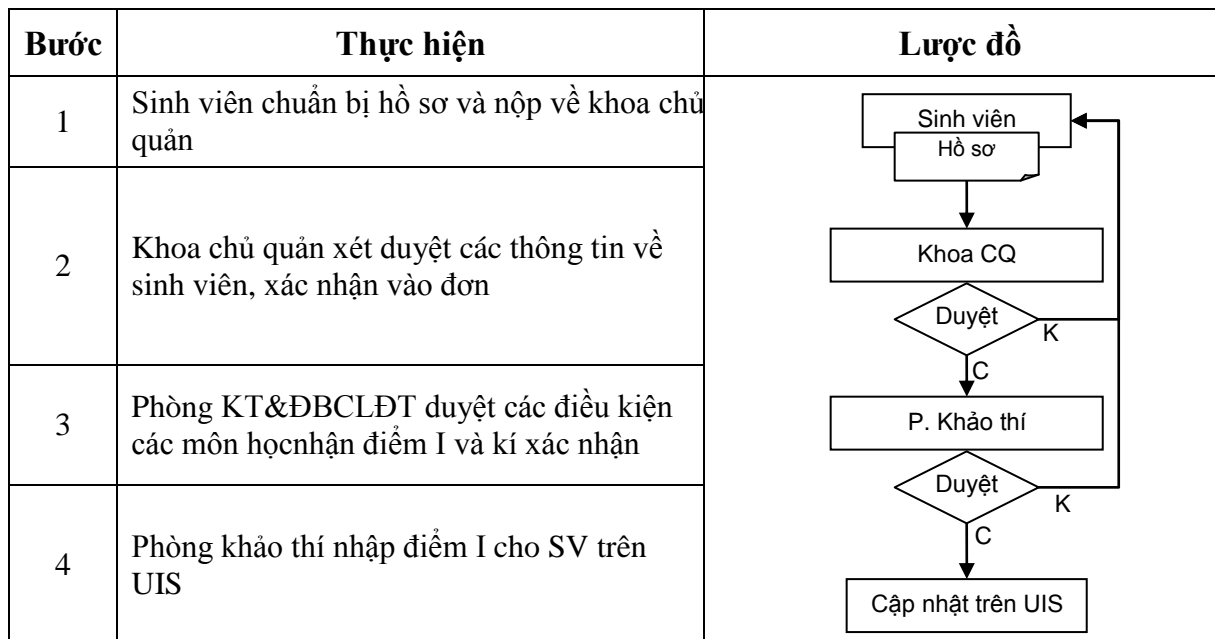 Bước
Thực hiện
Lược đồ
1
Sinh viên chuẩn bị hồ sơ và nộp về khoa chủ
quản
2
Khoa chủ quản xét duyệt các thông tin về
sinh viên, xác nhận vào đơn
3
Phòng KT&ĐBCLĐT duyệt các điều kiện
các môn họcnhận điểm I và kí xác nhận
4
Phòng khảo thí nhập điểm I cho SV trên
UIS
Sinh viên
Hồ sơ
Khoa CQ
Duyệt
K
C
P. Khảo thí
Duyệt
K
C
Cập nhật trên UIS